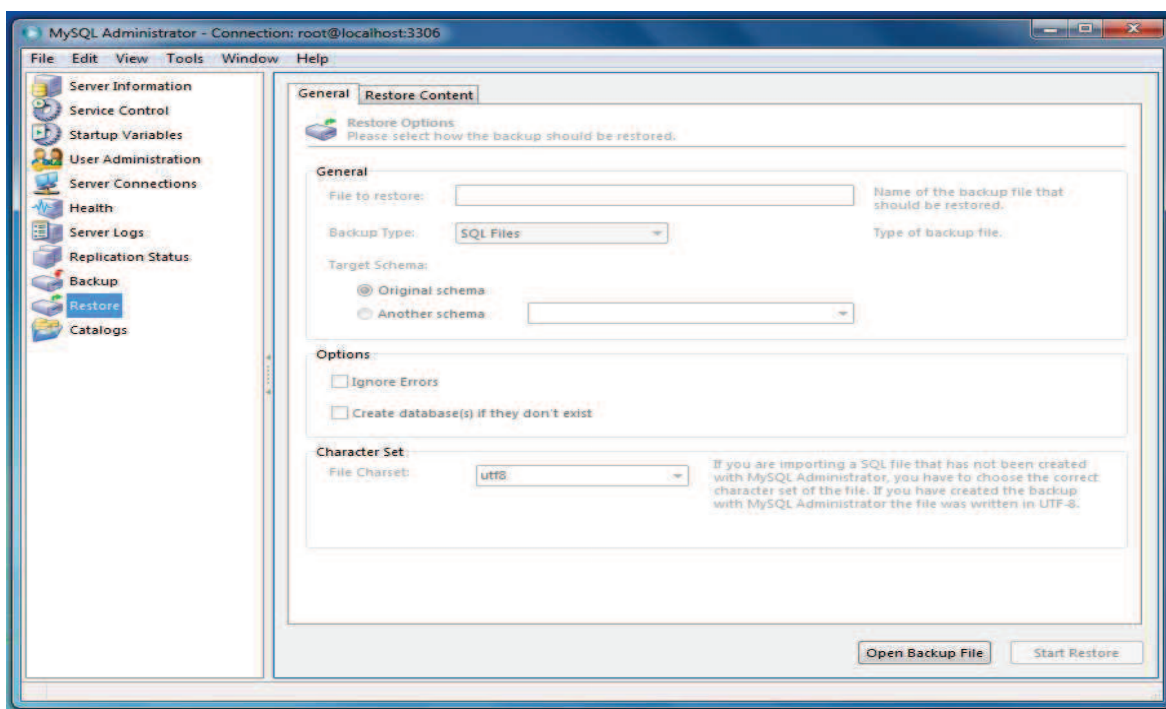 MySQL Administrator - Connection: root@localhost:3306
File Edit View Tools Window Help
Server Information
Service Control
Startup Variables
User Administration
Server Connections
Health
Server Logs
Replication Status
Backup
Restore
Catalogs
General Restore Content
Restore Options
Please select how the backup should be restored.
General
File to restore:
Name of the backup file that
should be restored.
Backup Type: SQL Files Type of backup file.
Target Schema:
Original schema
Another schema
Options
Ignore Errors
Create database(s) if they don't exist
Character Set
File Charset: utf8
If you are importing a SQL file that has not been created
with MySQL Administrator, you have to choose the correct
character set of the file. If you have created the backup
with MySQL Administrator the file was written in UTF-8.
Open Backup File Start Restore